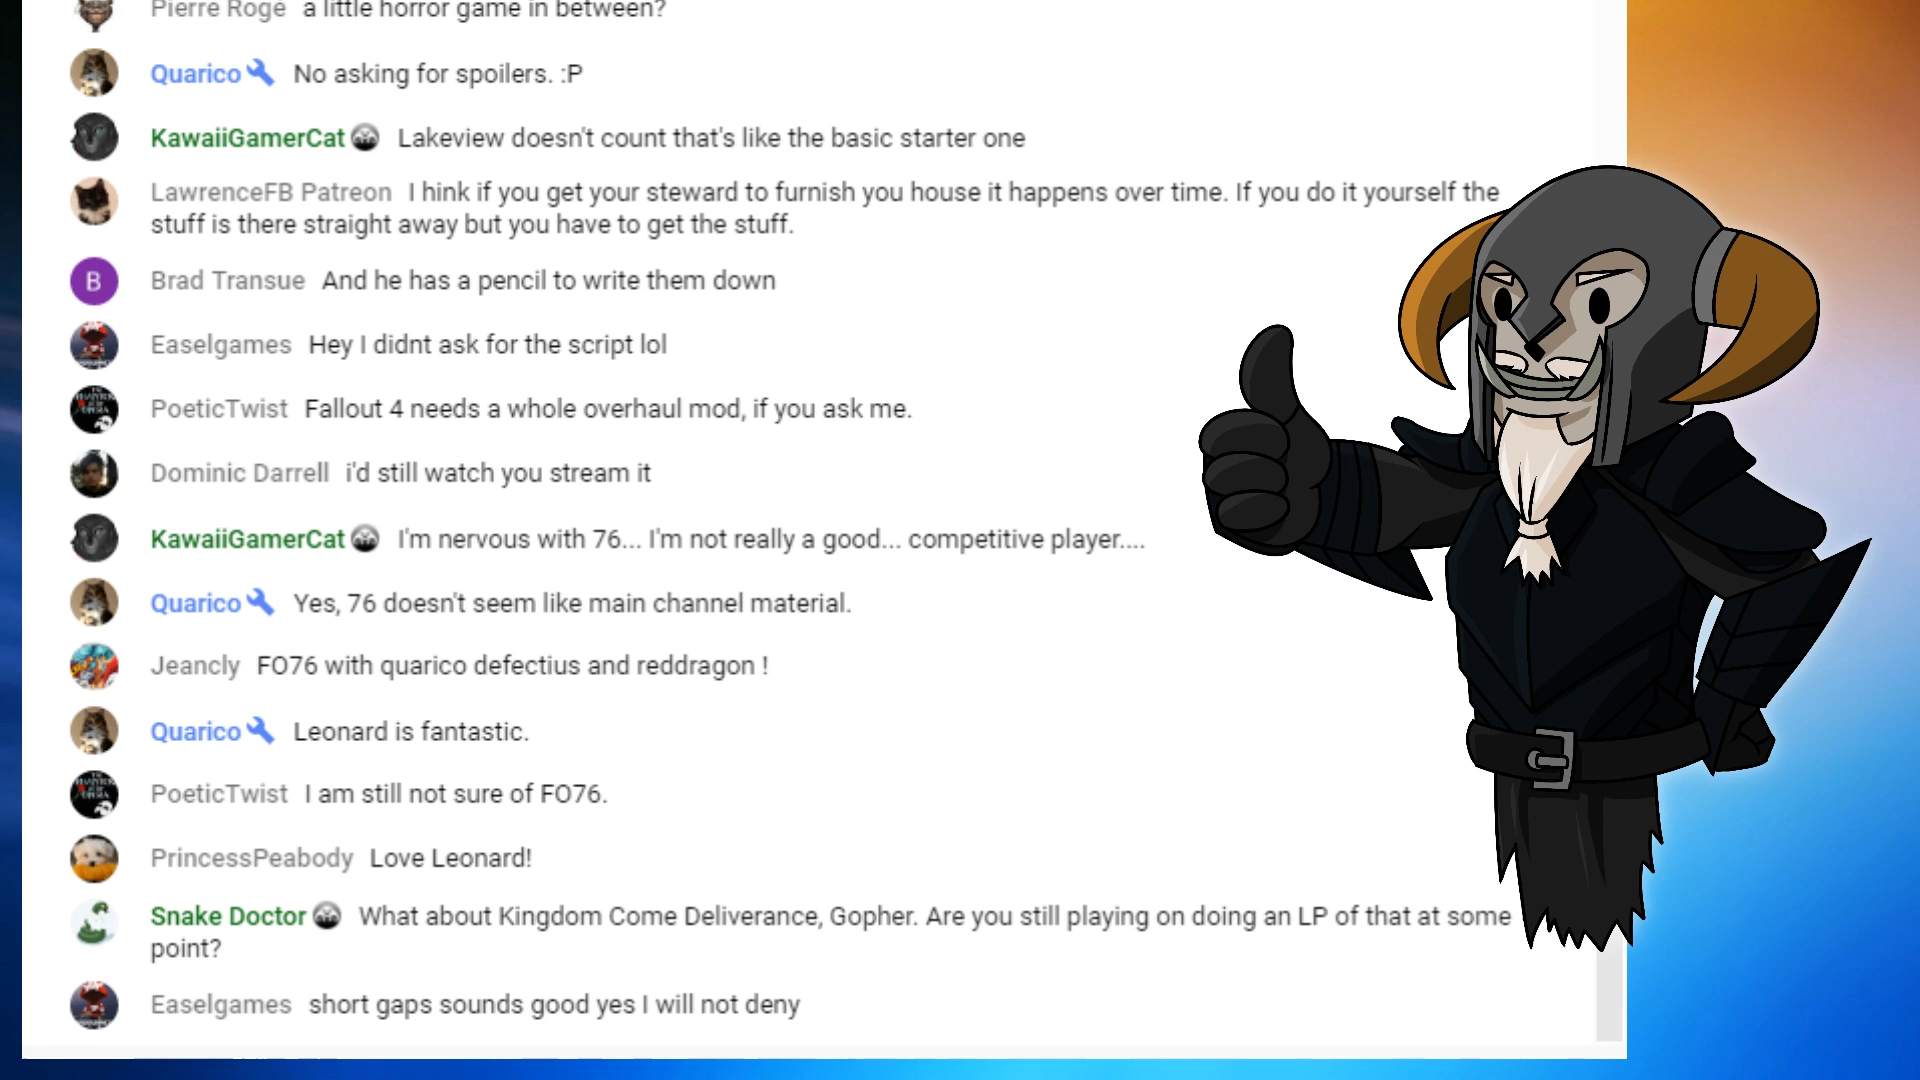 Pierre Rogé a little horror game in between?
Quarico No asking for spoilers. :P
KawaiiGamerCat Lakeview doesn't count that's like the basic starter one
LawrenceFB Patreon I hink if you get your steward to furnish you house it happens over time. If you do it yourself the
stuff is there straight away but you have to get the stuff.
B Brad Transue And he has a pencil to write them down
Easelgames Hey I didnt ask for the script lol
PoeticTwist Fallout 4 needs a whole overhaul mod, if you ask me.
Dominic Darrell i'd still watch you stream it
KawaiiGamerCat I'm nervous with 76... I'm not really a good... competitive player....
Quarico Yes, 76 doesn't seem like main channel material.
Jeancly FO76 with quarico defectius and reddragon !
Quarico Leonard is fantastic.
PoeticTwist I am still not sure of FO76.
PrincessPeabody Love Leonard!
Snake Doctor What about Kingdom Come Deliverance, Gopher. Are you still playing on doing an LP of that at some
point?
Easelgames short gaps sounds good yes I will not deny